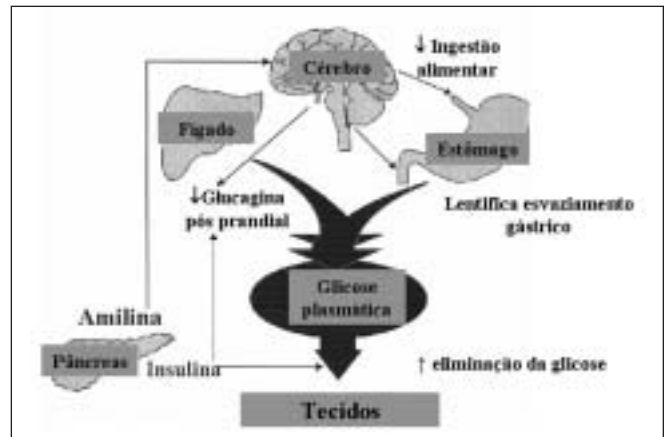 Cérebro
↓ Ingestão
alimentar
Fígado
Estômago
↓Glucagina
pós prandial
Lentifica esvaziamento
gástrico
Glicose
plasmática
Amilina
Pâncreas
Insulina
↑ eliminação da glicose
Tecidos